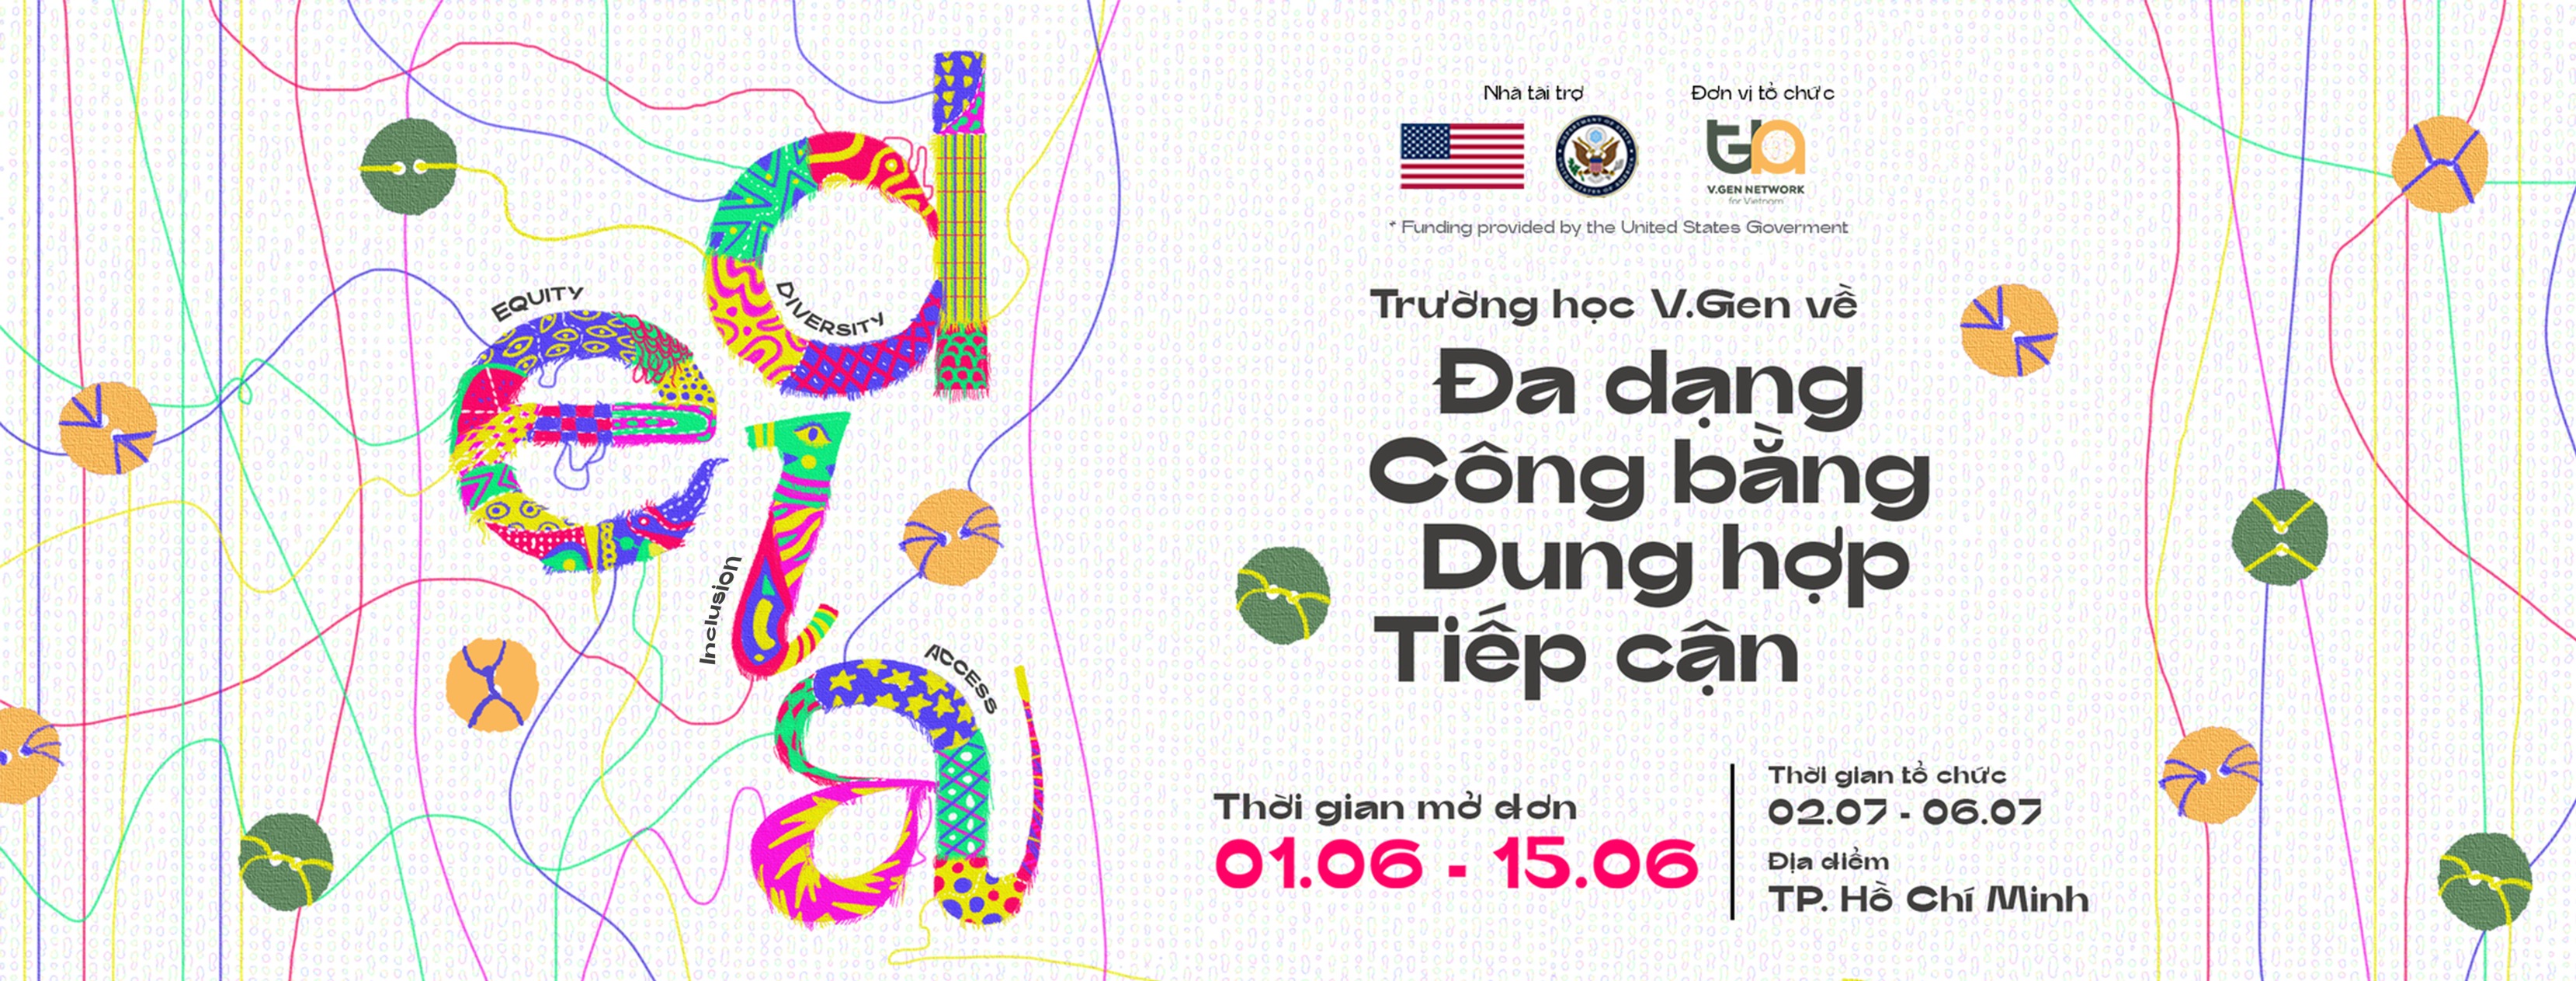 d
DIVERSITY
EQUITY
e
i
Inclusion
ACCESS
a
Nhà tài trợ
Đơn vị tổ chức
V.GEN NETWORK
for Vietnam
* Funding provided by the United States Gioverment
Trường học V.Gen về
Đa dạng
Công bằng
Dung hợp
Tiếp cận
Thời gian mở đơn
01.06 - 15.06
Thời gian tổ chức
02.07 - 06.07
Địa điểm
TP. Hồ Chí Minh